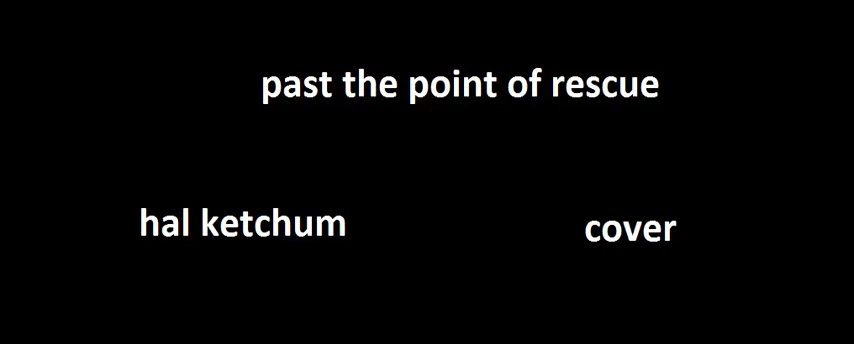 past the point of rescue
hal ketchum
cover